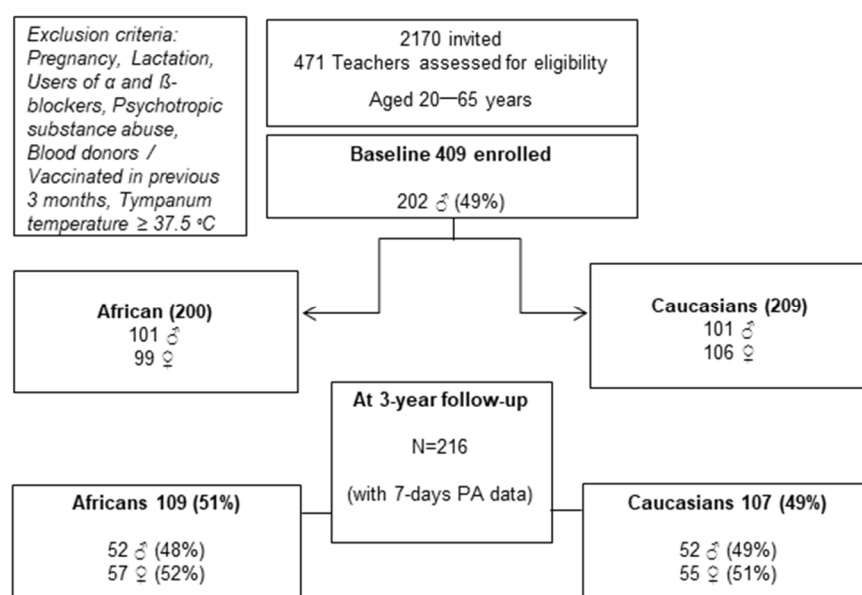 Exclusion criteria:
Pregnancy, Lactation,
Users of α and ß-
blockers, Psychotropic
substance abuse,
Blood donors /
Vaccinated in previous
3 months, Tympanum
temperature ≥ 37.5 °C
2170 invited
471 Teachers assessed for eligibility
Aged 20—65 years
Baseline 409 enrolled
202 ♂ (49%)
African (200)
101 ♂
99 ♀
Caucasians (209)
101 ♂
106 ♀
At 3-year follow-up
N=216
(with 7-days PA data)
Africans 109 (51%)
52 ♂ (48%)
57 ♀ (52%)
Caucasians 107 (49%)
52 ♂ (49%)
55 ♀ (51%)